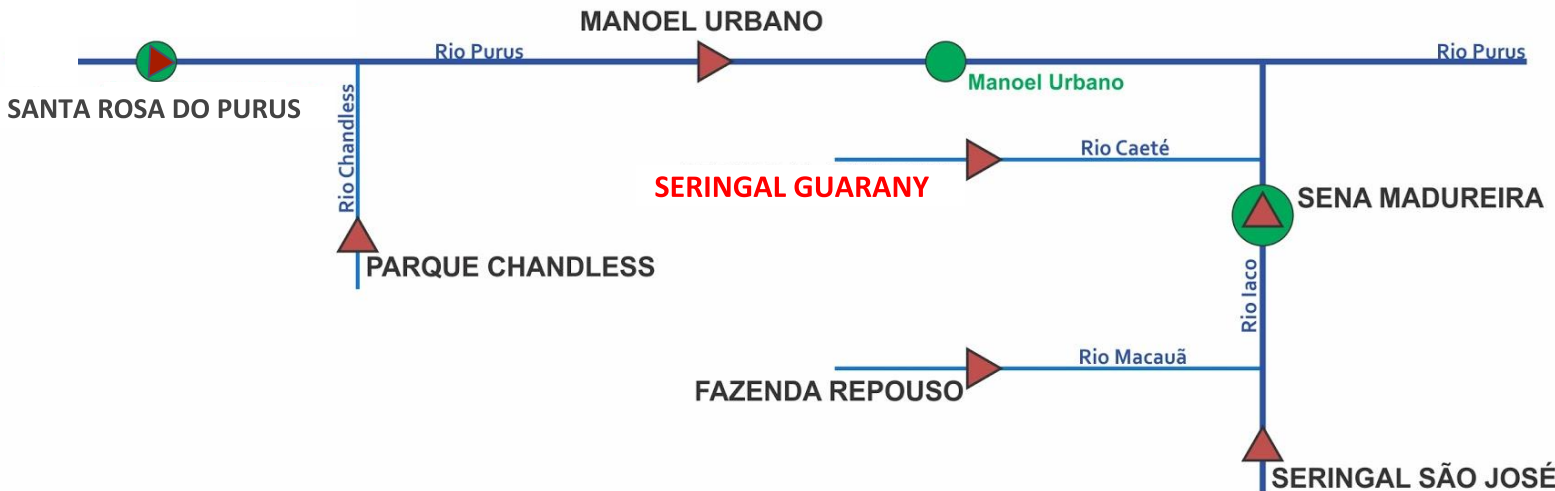 MANOEL URBANO
Rio Purus
Rio Purus
Manoel Urbano
SANTA ROSA DO PURUS
Rio Chandless
Rio Caeté
SERINGAL GUARANY
SENA MADUREIRA
PARQUE CHANDLESS
Rio Iaco
Rio Macauã
FAZENDA REPOUSO
SERINGAL SÃO JOSÉ